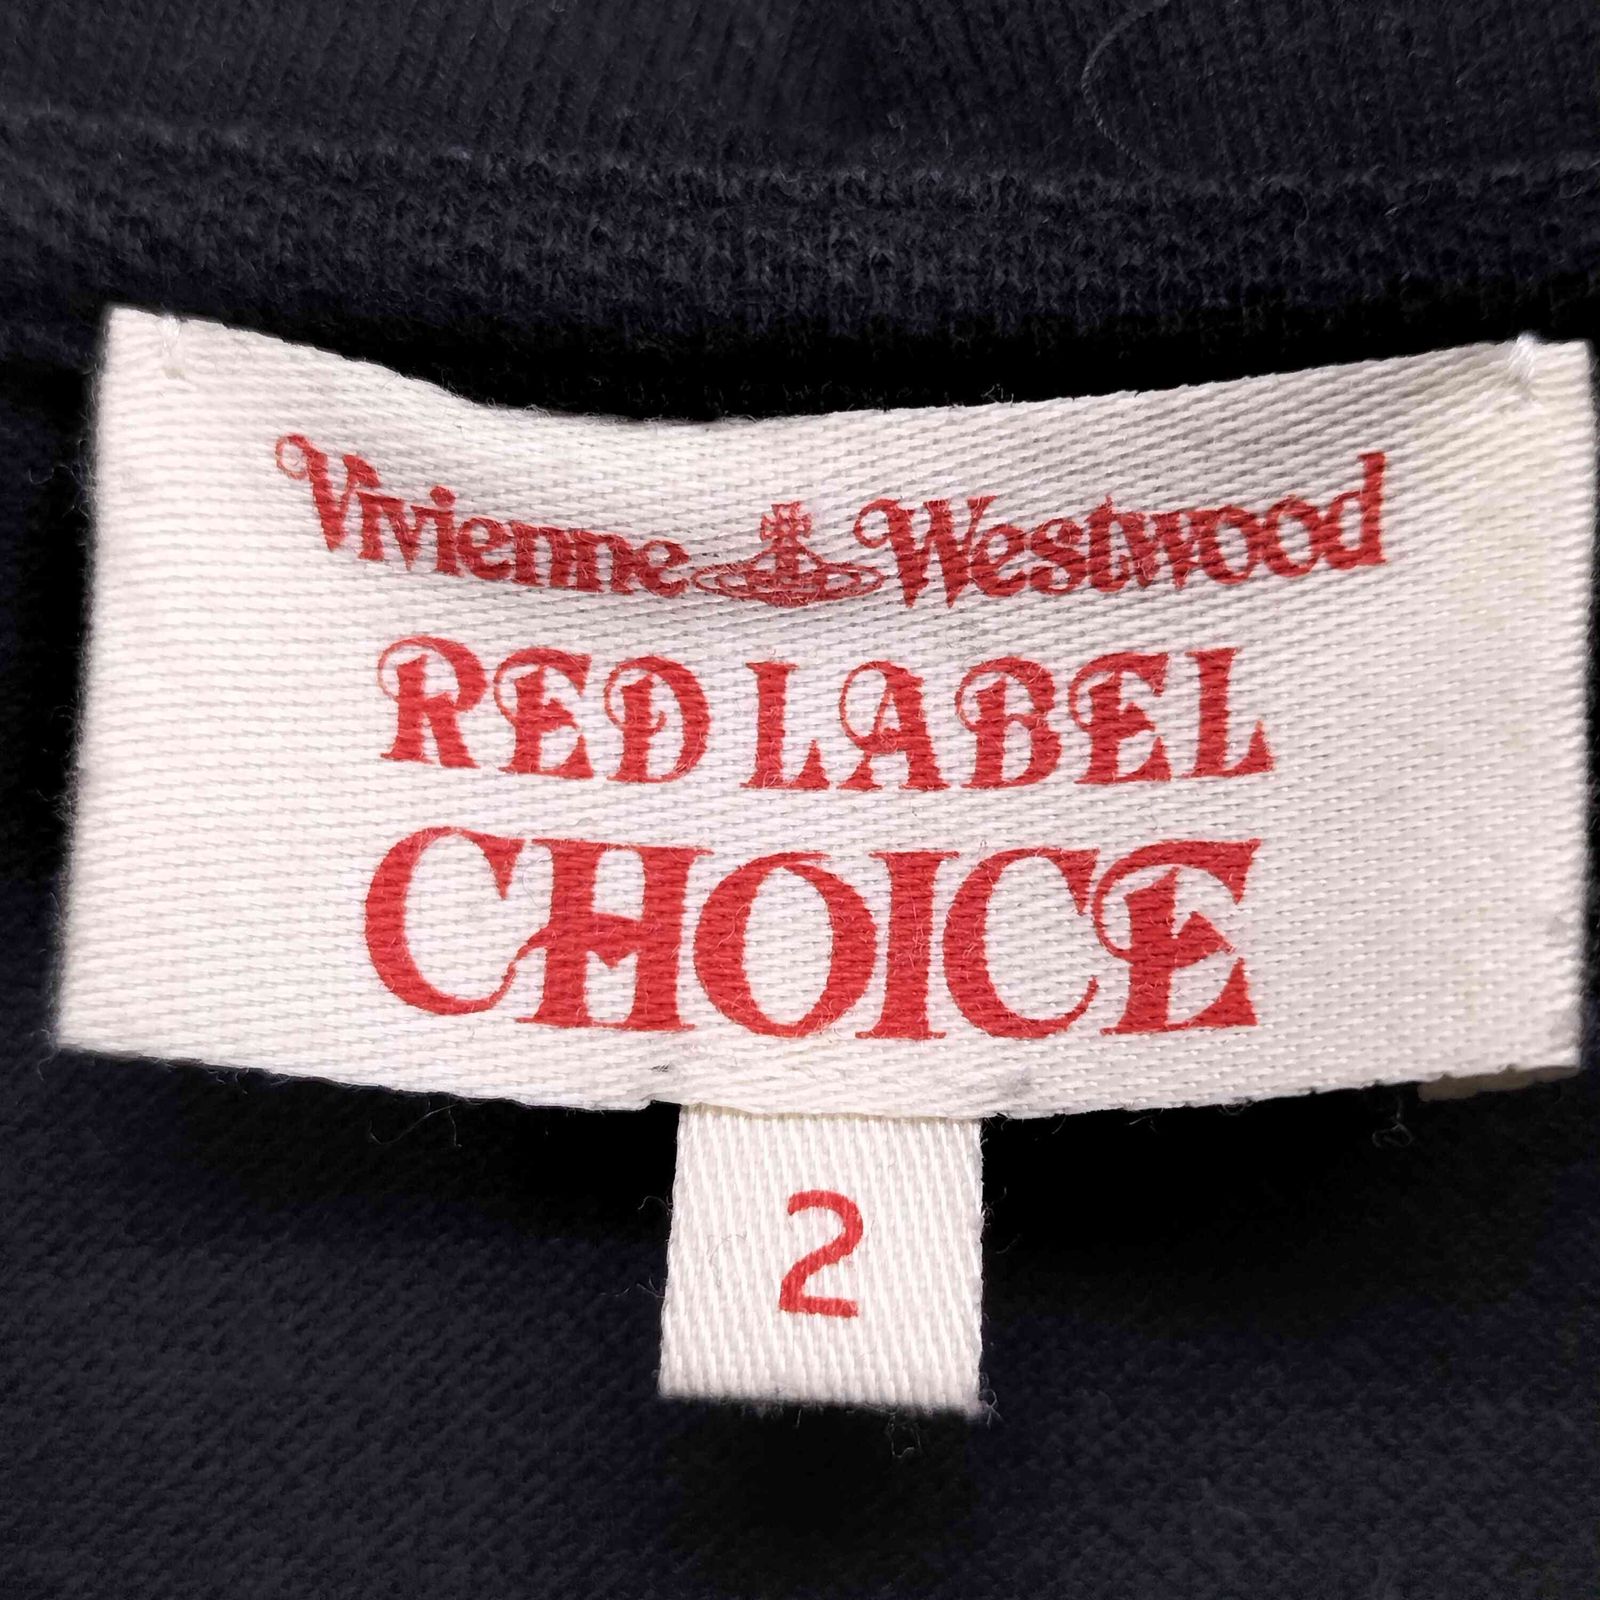 Vivienne Westwood
RED LABEL
CHOICE
2